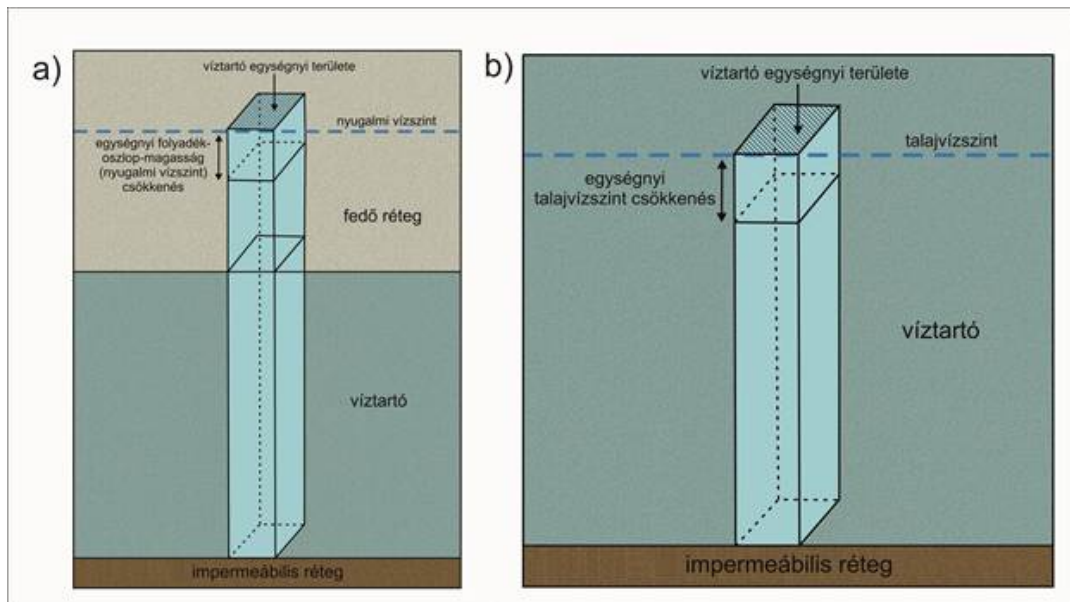 a)
víztartó egységnyi területe
nyugalmi vízszint
egységnyi folyadék-
oszlop-magasság
(nyugalmi vízszint)
csökkenés
fedő réteg
víztartó
impermeábilis réteg
b)
víztartó egységnyi területe
talajvízszint
egységnyi
talajvízszint csökkenés
víztartó
impermeábilis réteg